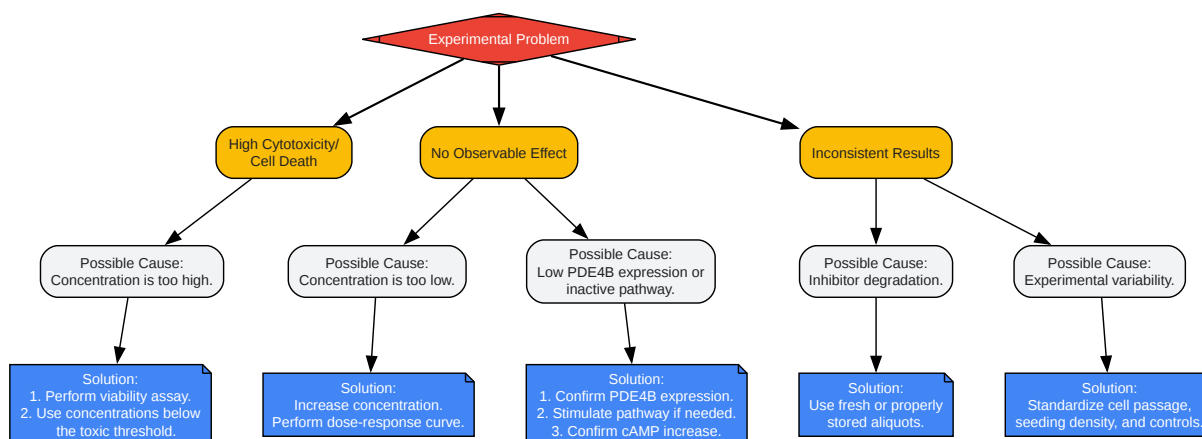 Experimental Problem
High Cytotoxicity/
Cell Death
No Observable Effect
Inconsistent Results
Possible Cause:
Concentration is too high.
Possible Cause:
Concentration is too low.
Possible Cause:
Low PDE4B expression or
inactive pathway.
Possible Cause:
Inhibitor degradation.
Possible Cause:
Experimental variability.
Solution:
1. Perform viability assay.
2. Use concentrations below
the toxic threshold.
Solution:
Increase concentration.
Perform dose-response curve.
Solution:
1. Confirm PDE4B expression.
2. Stimulate pathway if needed.
3. Confirm cAMP increase.
Solution:
Use fresh or properly
stored aliquots.
Solution:
Standardize cell passage,
seeding density, and controls.